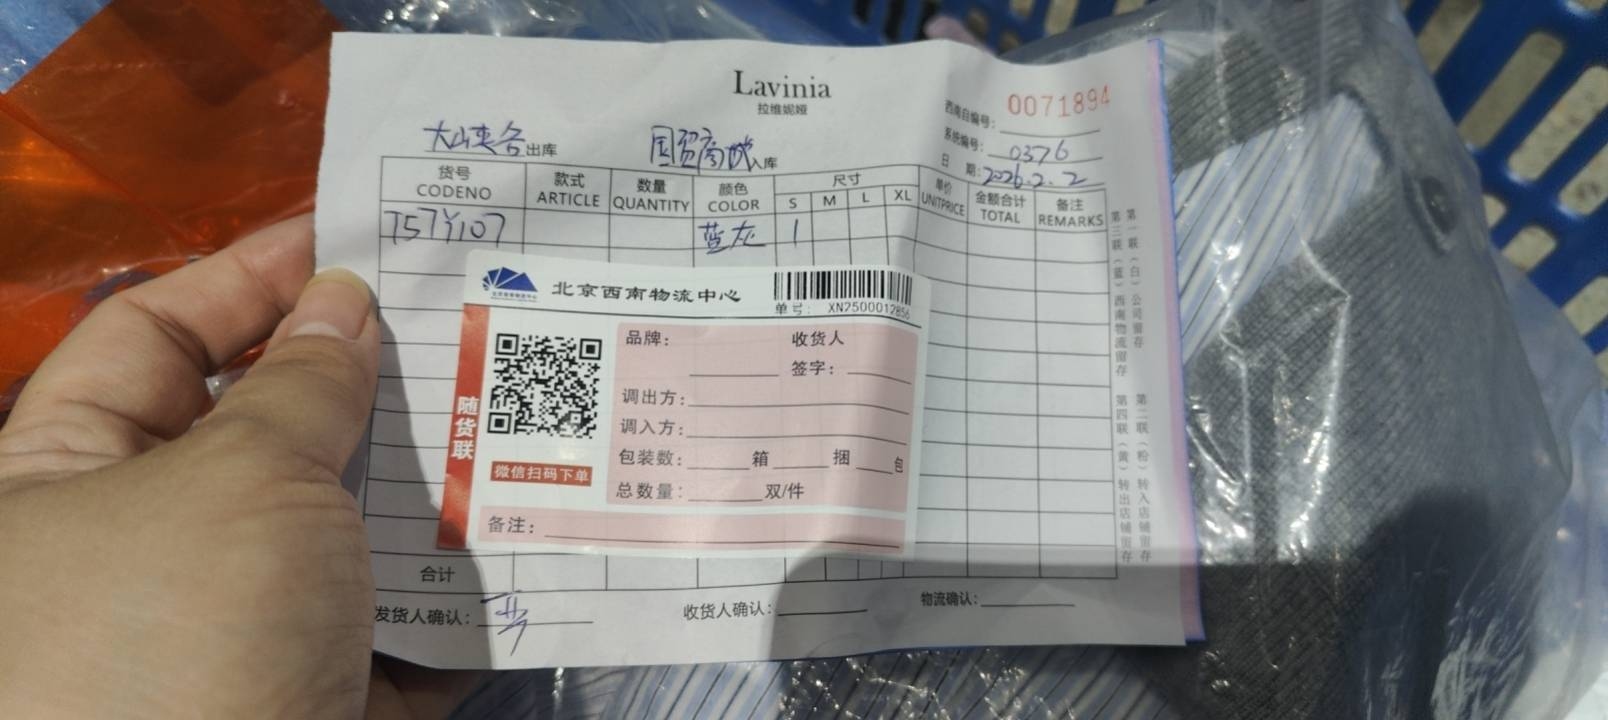 Lavinia
拉维妮娅
西南自编号: 0071894
系统编号: 0376
日 期: 2026.2.2
大峡谷出库 国贸商城入库
货号 款式 数量 颜色 尺寸 单价 金额合计 备注
CODENO ARTICLE QUANTITY COLOR S M L XL UNITPRICE TOTAL REMARKS
T57Y107 蓝灰 1
北京西南物流中心
单号: XN2500012856
品牌: 收货人
签字:
调出方:
调入方:
包装数: 箱 捆 包
总数量: 双/件
备注:
随货联
微信扫码下单
合计
发货人确认: 收货人确认: 物流确认:
第一联(白)公司留存 第二联(粉)转入店铺留存
第三联(蓝)西南物流留存 第四联(黄)转出店铺留存